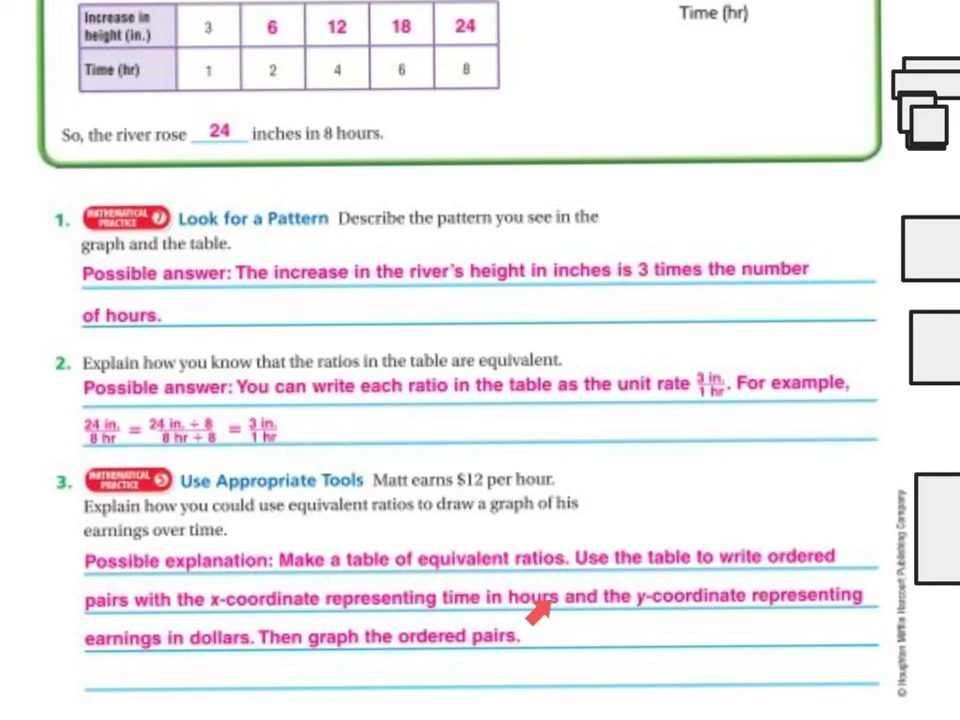 Increase in height (in.) 3 6 12 18 24
Time (hr) 1 2 4 6 8
Time (hr)
So, the river rose 24 inches in 8 hours.
1. MATHEMATICAL PRACTICE 7 Look for a Pattern Describe the pattern you see in the
graph and the table.
Possible answer: The increase in the river's height in inches is 3 times the number
of hours.
2. Explain how you know that the ratios in the table are equivalent.
Possible answer: You can write each ratio in the table as the unit rate 3 in./1 hr. For example,
24 in./8 hr = 24 in. ÷ 8/8 hr ÷ 8 = 3 in./1 hr
3. MATHEMATICAL PRACTICE 5 Use Appropriate Tools Matt earns $12 per hour.
Explain how you could use equivalent ratios to draw a graph of his
earnings over time.
Possible explanation: Make a table of equivalent ratios. Use the table to write ordered
pairs with the x-coordinate representing time in hours and the y-coordinate representing
earnings in dollars. Then graph the ordered pairs.
© Houghton Mifflin Harcourt Publishing Company